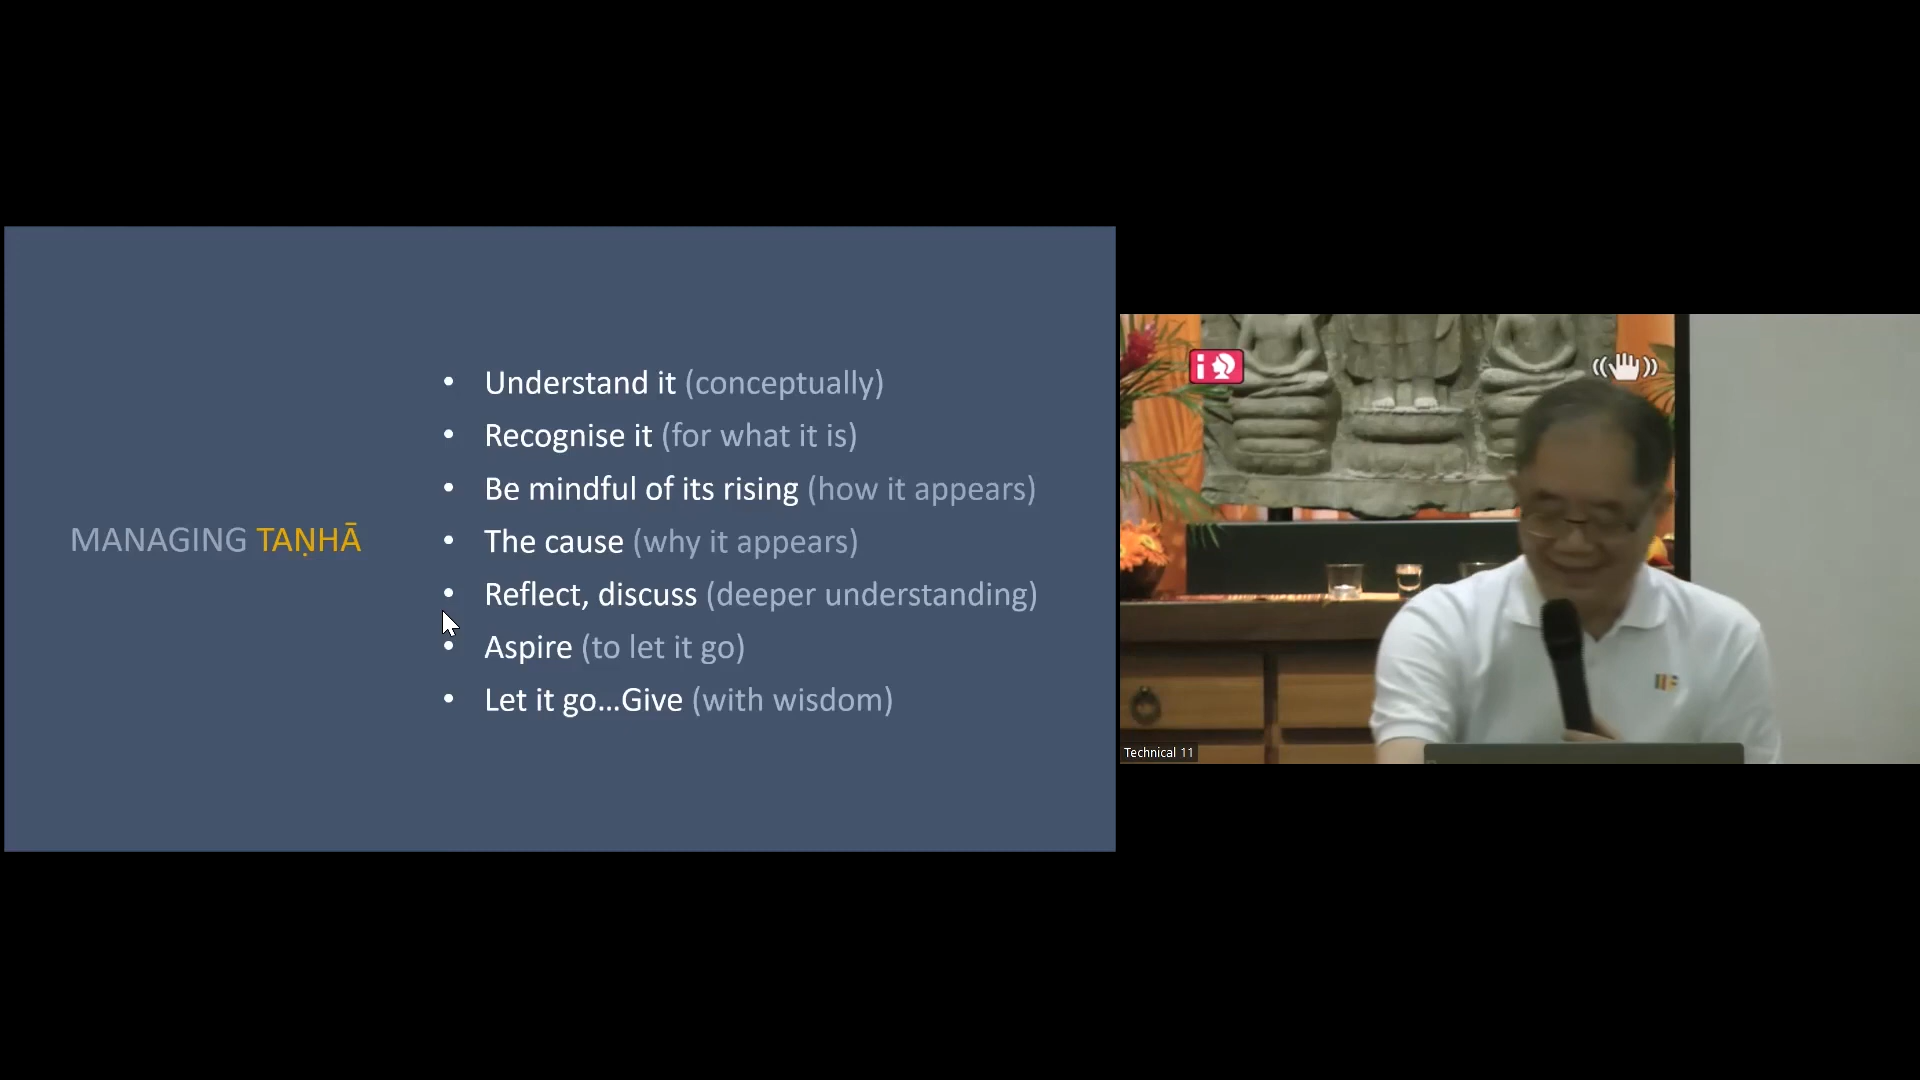 MANAGING TAṆHĀ
• Understand it (conceptually)
• Recognise it (for what it is)
• Be mindful of its rising (how it appears)
• The cause (why it appears)
• Reflect, discuss (deeper understanding)
• Aspire (to let it go)
• Let it go...Give (with wisdom)
i
Technical 11